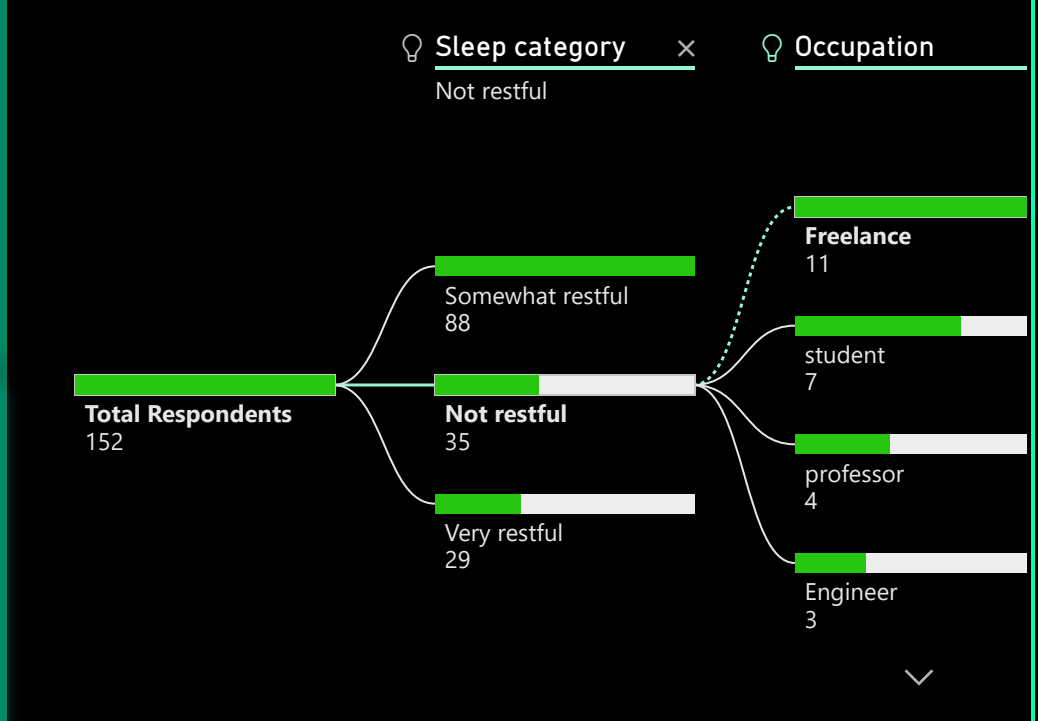 Sleep category
Occupation
Not restful
Freelance
11
Somewhat restful
88
student
7
Total Respondents
152
Not restful
35
professor
4
Very restful
29
Engineer
3